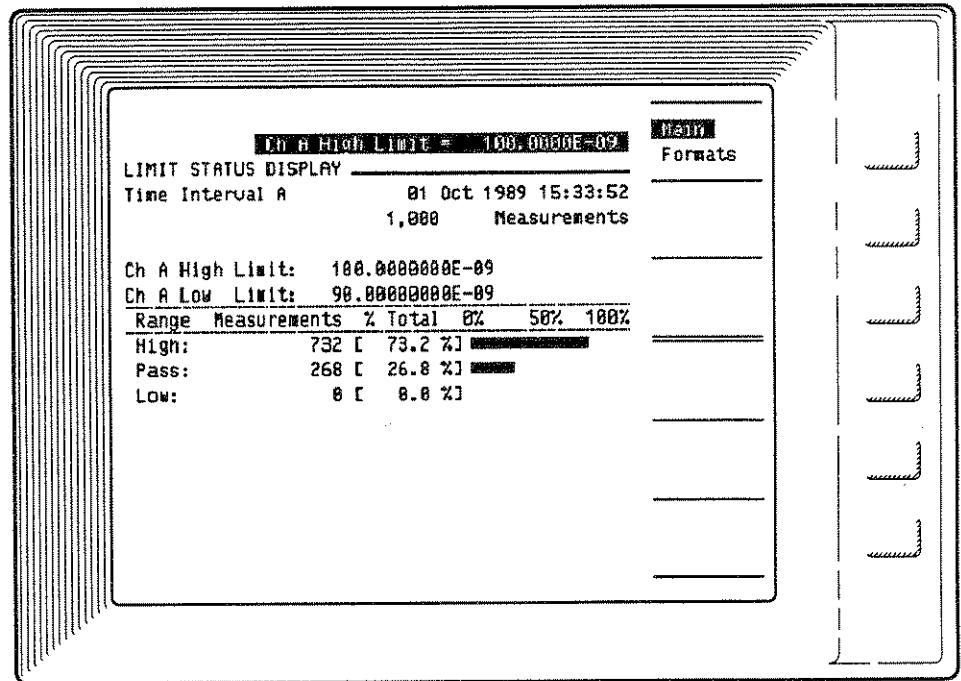 Ch A High Limit = 100.0000E-09
Main
Formats
LIMIT STATUS DISPLAY
Time Interval A 01 Oct 1989 15:33:52
1,000 Measurements
Ch A High Limit: 100.0000000E-09
Ch A Low Limit: 90.00000000E-09
Range Measurements % Total 0% 50% 100%
High: 732 [ 73.2 %]
Pass: 268 [ 26.8 %]
Low: 0 [ 0.0 %]